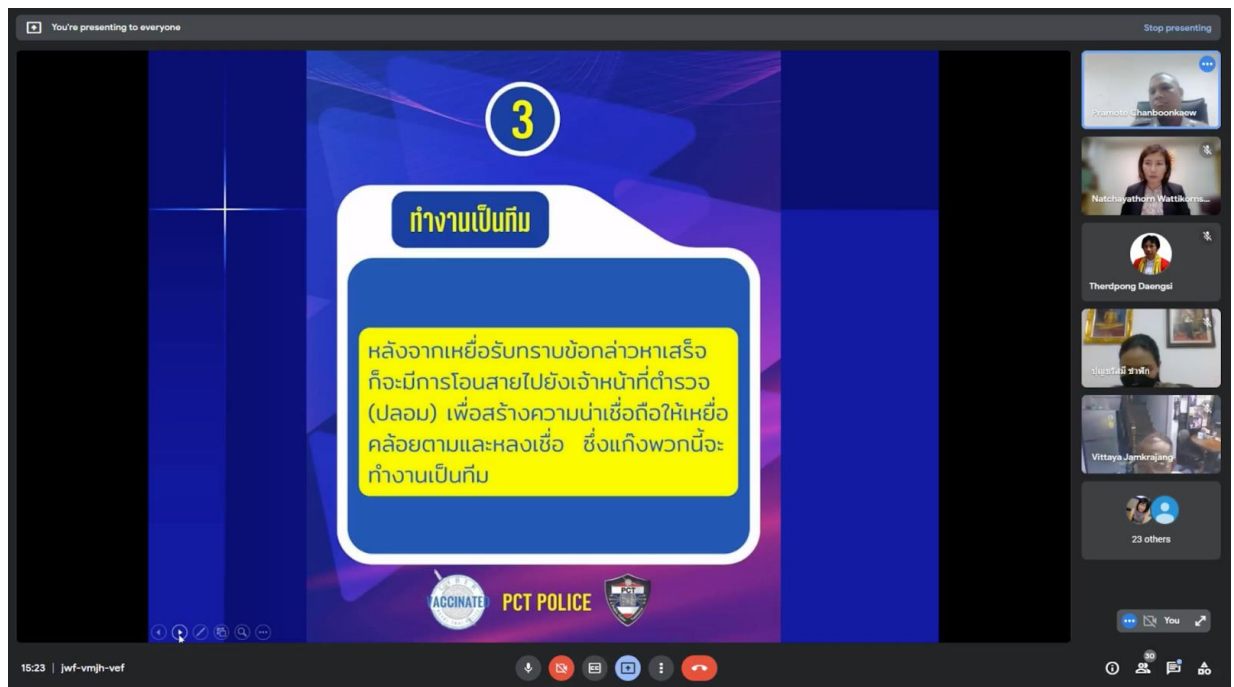 You're presenting to everyone
Stop presenting
3
ทำงานเป็นทีม
หลังจากเหยื่อรับทราบข้อกล่าวหาเสร็จ
ก็จะมีการโอนสายไปยังเจ้าหน้าที่ตำรวจ
(ปลอม) เพื่อสร้างความน่าเชื่อถือให้เหยื่อ
คล้อยตามและหลงเชื่อ ซึ่งแก๊งพวกนี้จะ
ทำงานเป็นทีม
VACCINATED
PCT POLICE
PCT
Pramote Chanboonkaew
Natchayathorn Wattikorns...
Therdpong Daengsi
Vittaya Jamkrajang
23 others
You
15:23 | jwf-vmjh-vef
30